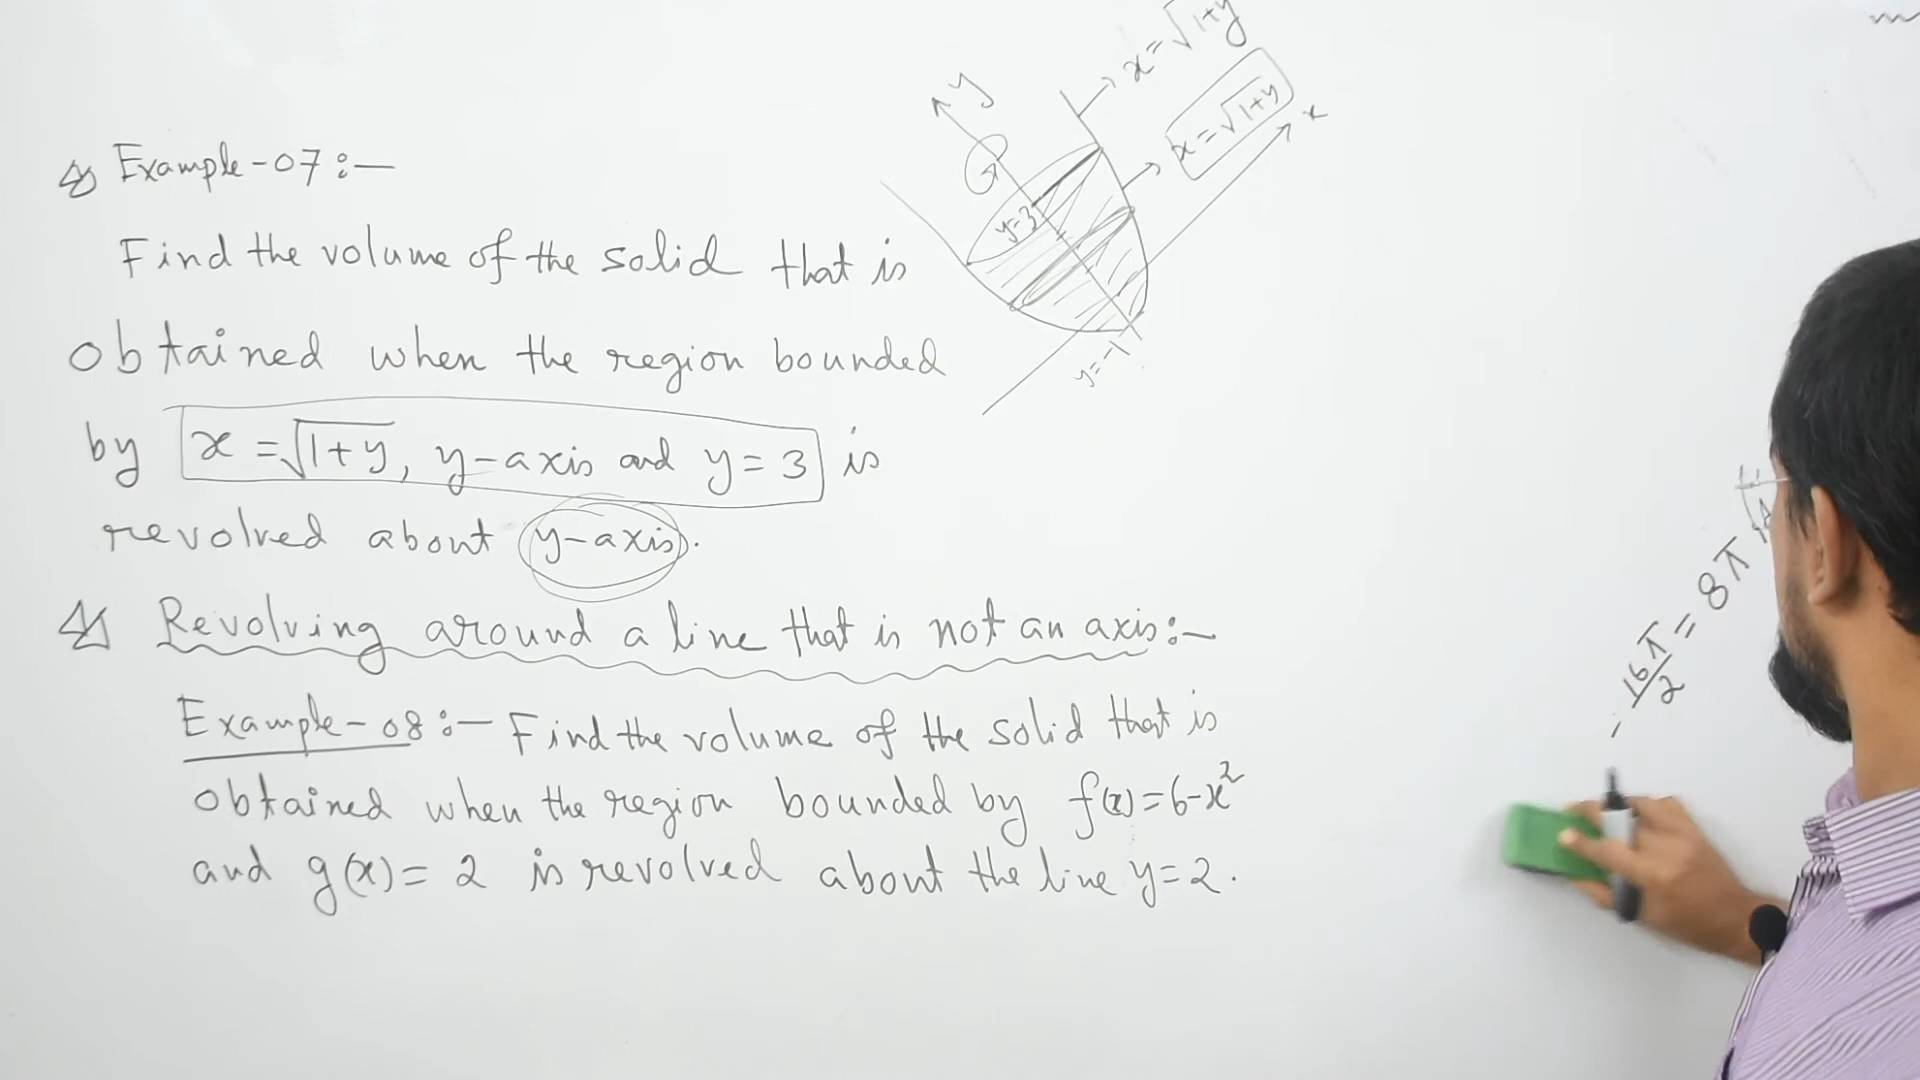 Example-07:-
Find the volume of the solid that is
obtained when the region bounded
by x = √1+y, y-axis and y = 3 is
revolved about y-axis.
Revolving around a line that is not an axis:-
Example-08:- Find the volume of the solid that is
obtained when the region bounded by f(x)=6-x²
and g(x) = 2 is revolved about the line y=2.
y
x=√1+y
x=√1+y
x
y=3
y=-1
16π/2 = 8π